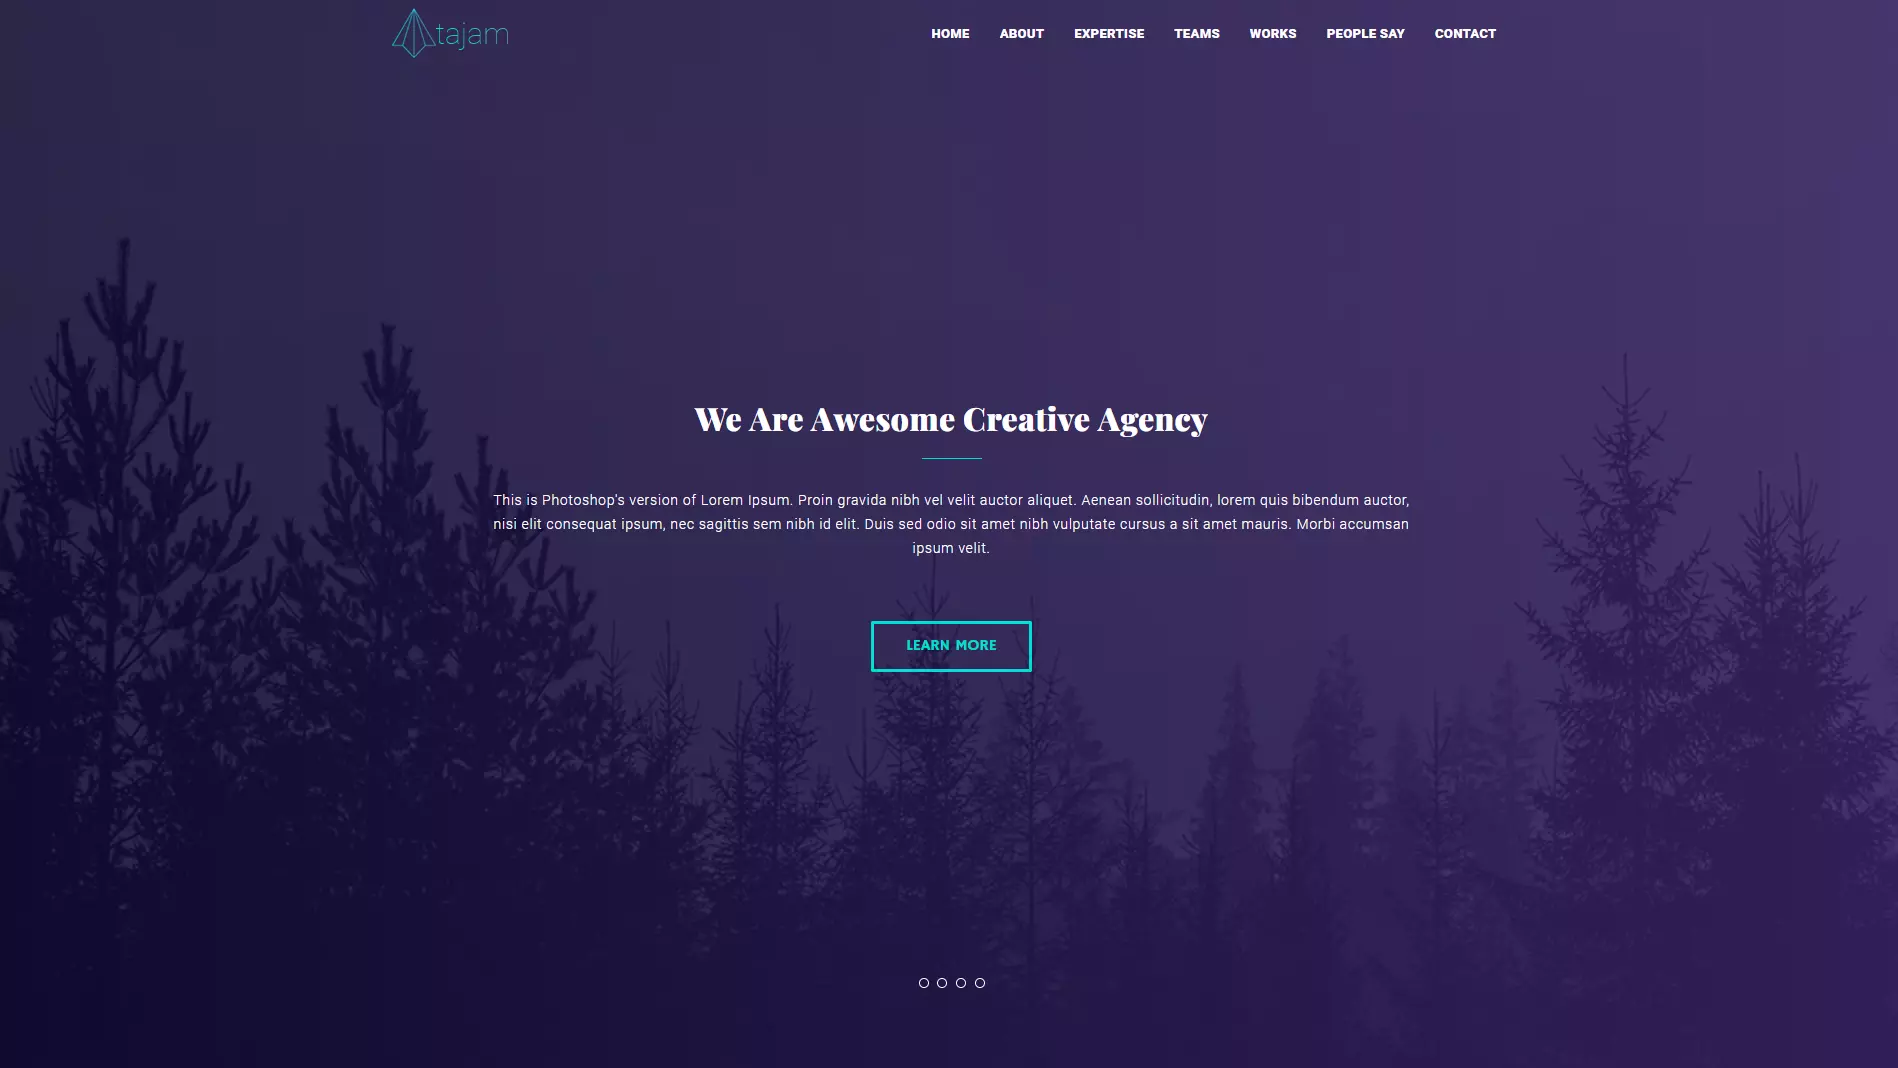 tajam
HOME ABOUT EXPERTISE TEAMS WORKS PEOPLE SAY CONTACT
We Are Awesome Creative Agency
This is Photoshop's version of Lorem Ipsum. Proin gravida nibh vel velit auctor aliquet. Aenean sollicitudin, lorem quis bibendum auctor,
nisi elit consequat ipsum, nec sagittis sem nibh id elit. Duis sed odio sit amet nibh vulputate cursus a sit amet mauris. Morbi accumsan
ipsum velit.
LEARN MORE